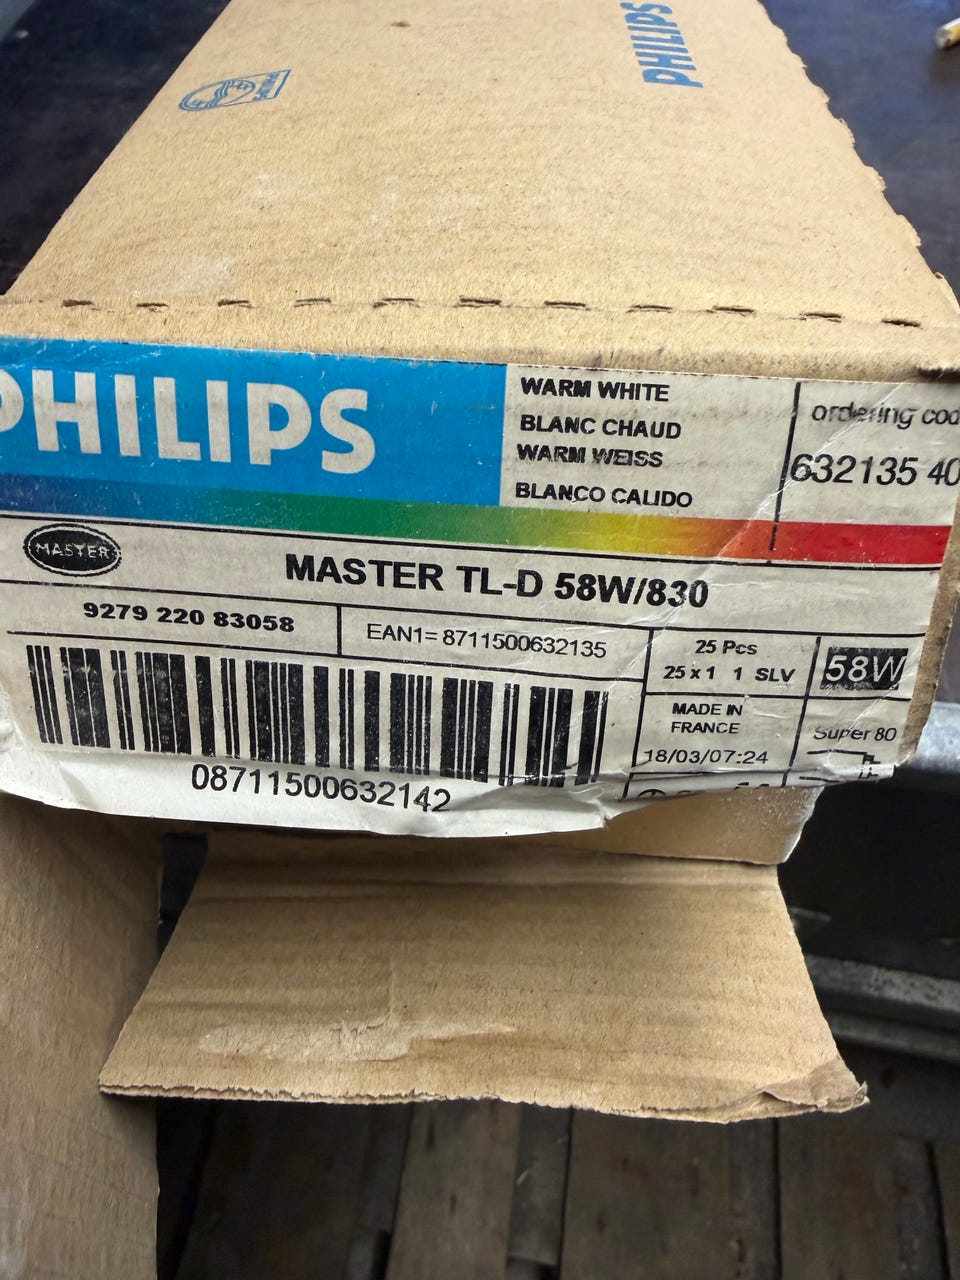 PHILIPS
PHILIPS
PHILIPS
WARM WHITE
BLANC CHAUD
WARM WEISS
BLANCO CALIDO
ordering
632135 40
MASTER
MASTER TL-D 58W/830
9279 220 83058
EAN1= 8711500632135
25 Pcs
25 x 1 1 SLV
58W
MADE IN
FRANCE
18/03/07:24
Super 80
08711500632142